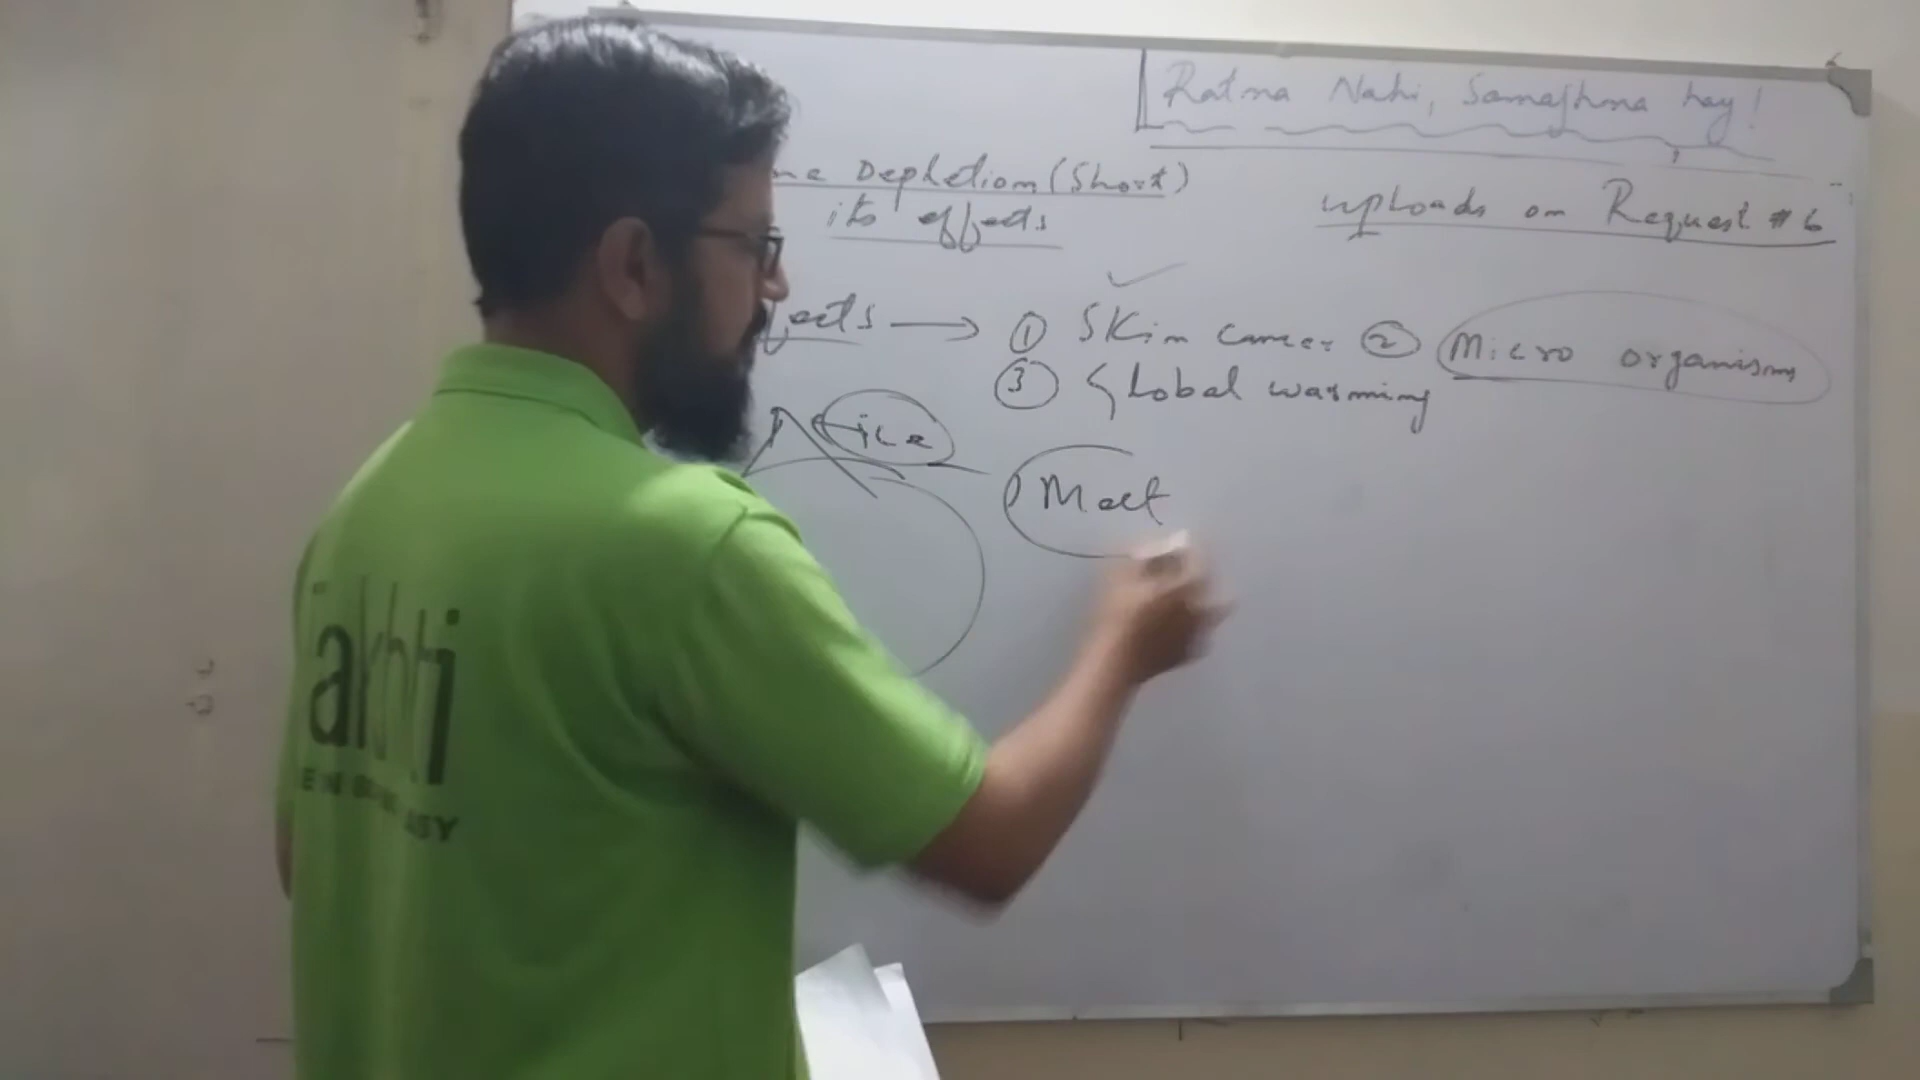 Ratna Nahi, Samajhna hay!
ne Depletion (Short)
its effects
uploads on Request #6
ects → ① Skin cancer ② Micro organisms
③ Global warming
ice
Melt
akhti